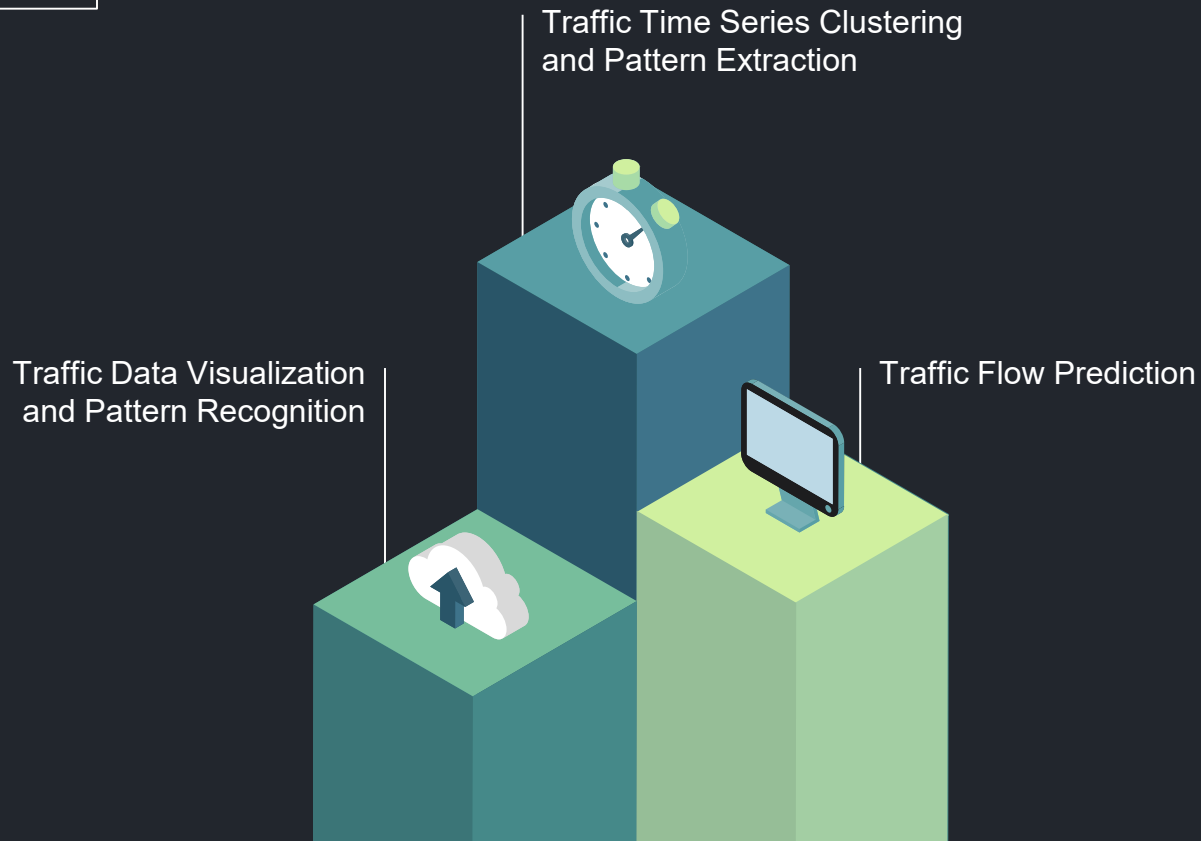 Traffic Time Series Clustering
and Pattern Extraction
Traffic Data Visualization
and Pattern Recognition
Traffic Flow Prediction